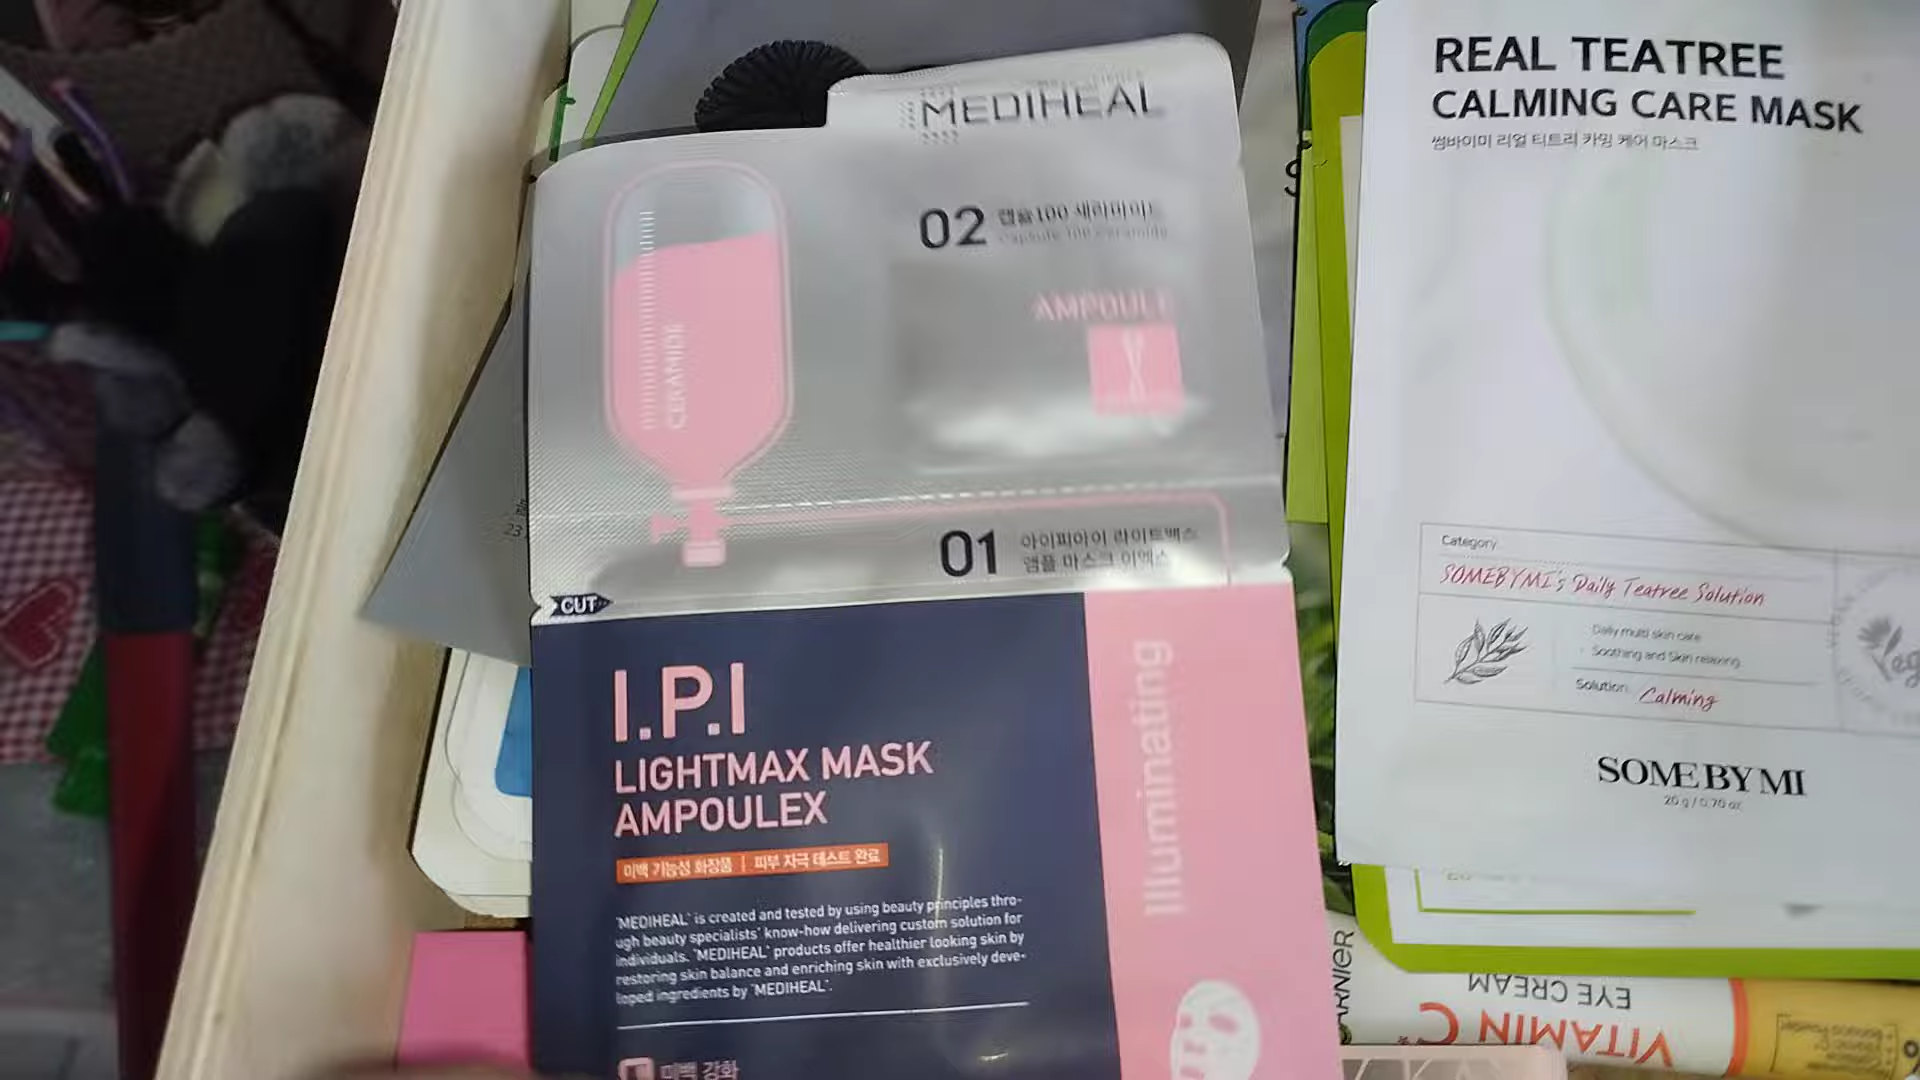 MEDIHEAL
02 캡슐100 세라마이드
Capsule 100 Ceramide
AMPOULE
CERAMIDE
01 아이피아이 라이트맥스
앰플 마스크 이엑스
CUT
I.P.I
LIGHTMAX MASK
AMPOULEX
미백 기능성 화장품 | 피부 자극 테스트 완료
'MEDIHEAL' is created and tested by using beauty principles thro-
ugh beauty specialists' know-how delivering custom solution for
individuals. 'MEDIHEAL' products offer healthier looking skin by
restoring skin balance and enriching skin with exclusively deve-
loped ingredients by 'MEDIHEAL'.
미백 강화
Illuminating
23
REAL TEATREE
CALMING CARE MASK
썸바이미 리얼 티트리 카밍 케어 마스크
Category
SOMEBYMI's Daily Teatree Solution
· Daily multi skin care
· Soothing and Skin relaxing
Solution: Calming
SOME BY MI
20 g / 0.70 oz.
GARNIER
VITAMIN C*
EYE CREAM